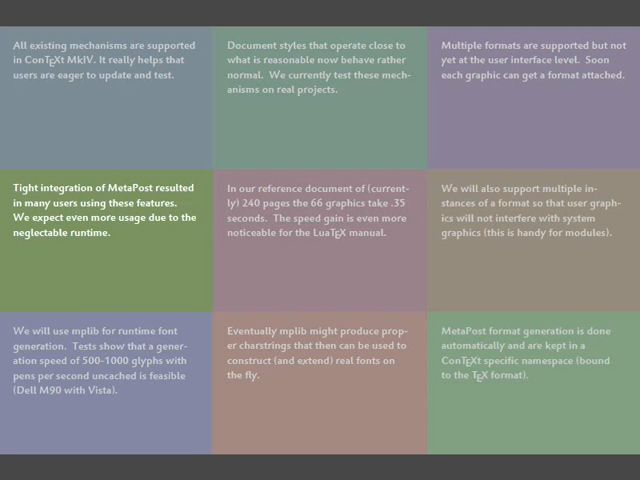 All existing mechanisms are supported
in ConTEXt MkIV. It really helps that
users are eager to update and test.
Document styles that operate close to
what is reasonable now behave rather
normal. We currently test these mech-
anisms on real projects.
Multiple formats are supported but not
yet at the user interface level. Soon
each graphic can get a format attached.
Tight integration of MetaPost resulted
in many users using these features.
We expect even more usage due to the
neglectable runtime.
In our reference document of (current-
ly) 240 pages the 66 graphics take .35
seconds. The speed gain is even more
noticeable for the LuaTEX manual.
We will also support multiple in-
stances of a format so that user graph-
ics will not interfere with system
graphics (this is handy for modules).
We will use mplib for runtime font
generation. Tests show that a gener-
ation speed of 500-1000 glyphs with
pens per second uncached is feasible
(Dell M90 with Vista).
Eventually mplib might produce prop-
er charstrings that then can be used to
construct (and extend) real fonts on
the fly.
MetaPost format generation is done
automatically and are kept in a
ConTEXt specific namespace (bound
to the TEX format).